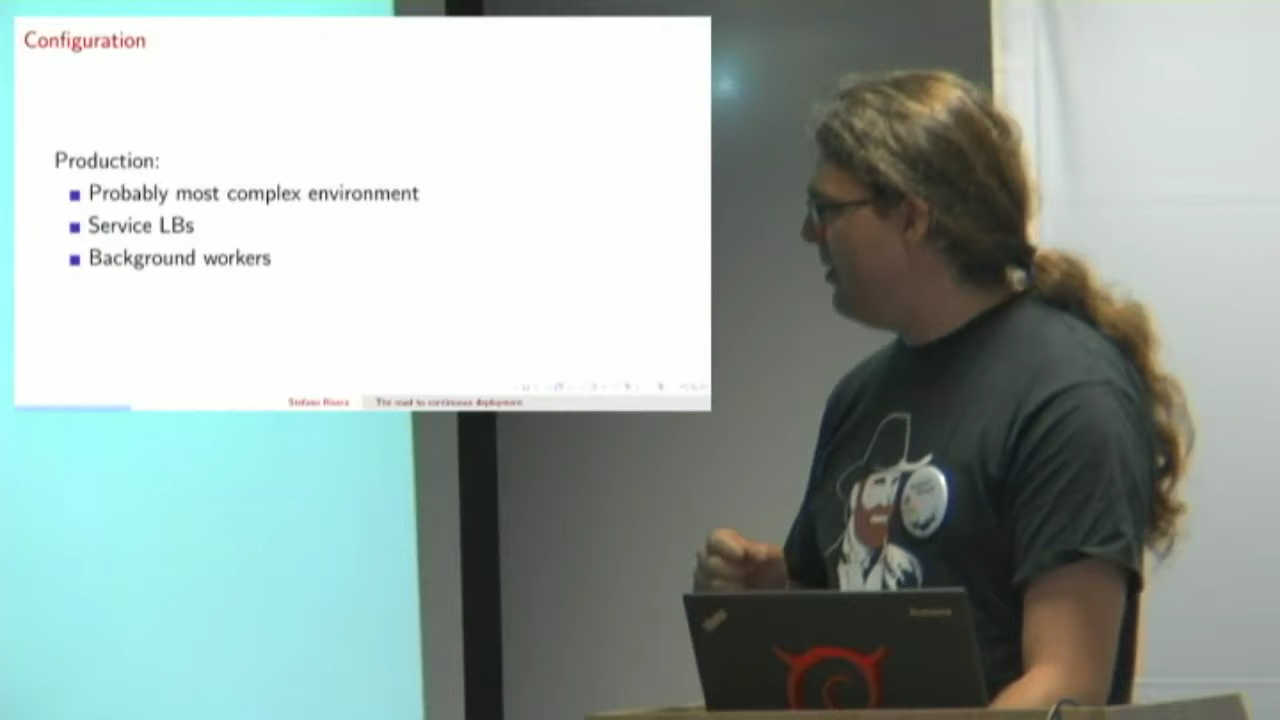 Configuration
Production:
Probably most complex environment
Service LBs
Background workers
Stefano Rivera
The road to continuous deployment